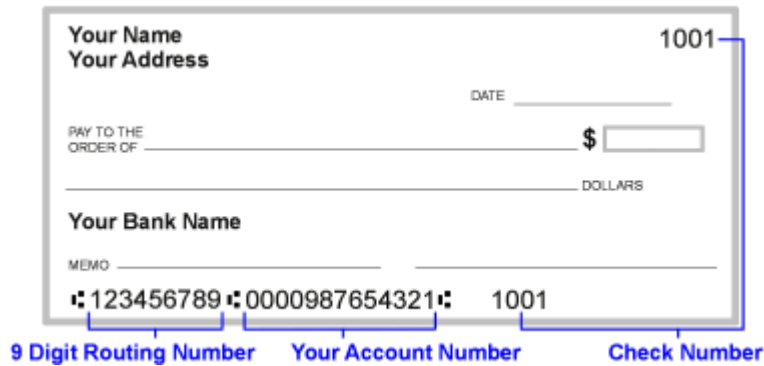 Your Name 1001
Your Address
DATE
PAY TO THE
ORDER OF $
DOLLARS
Your Bank Name
MEMO
⑆123456789⑆0000987654321⑆ 1001
9 Digit Routing Number Your Account Number Check Number